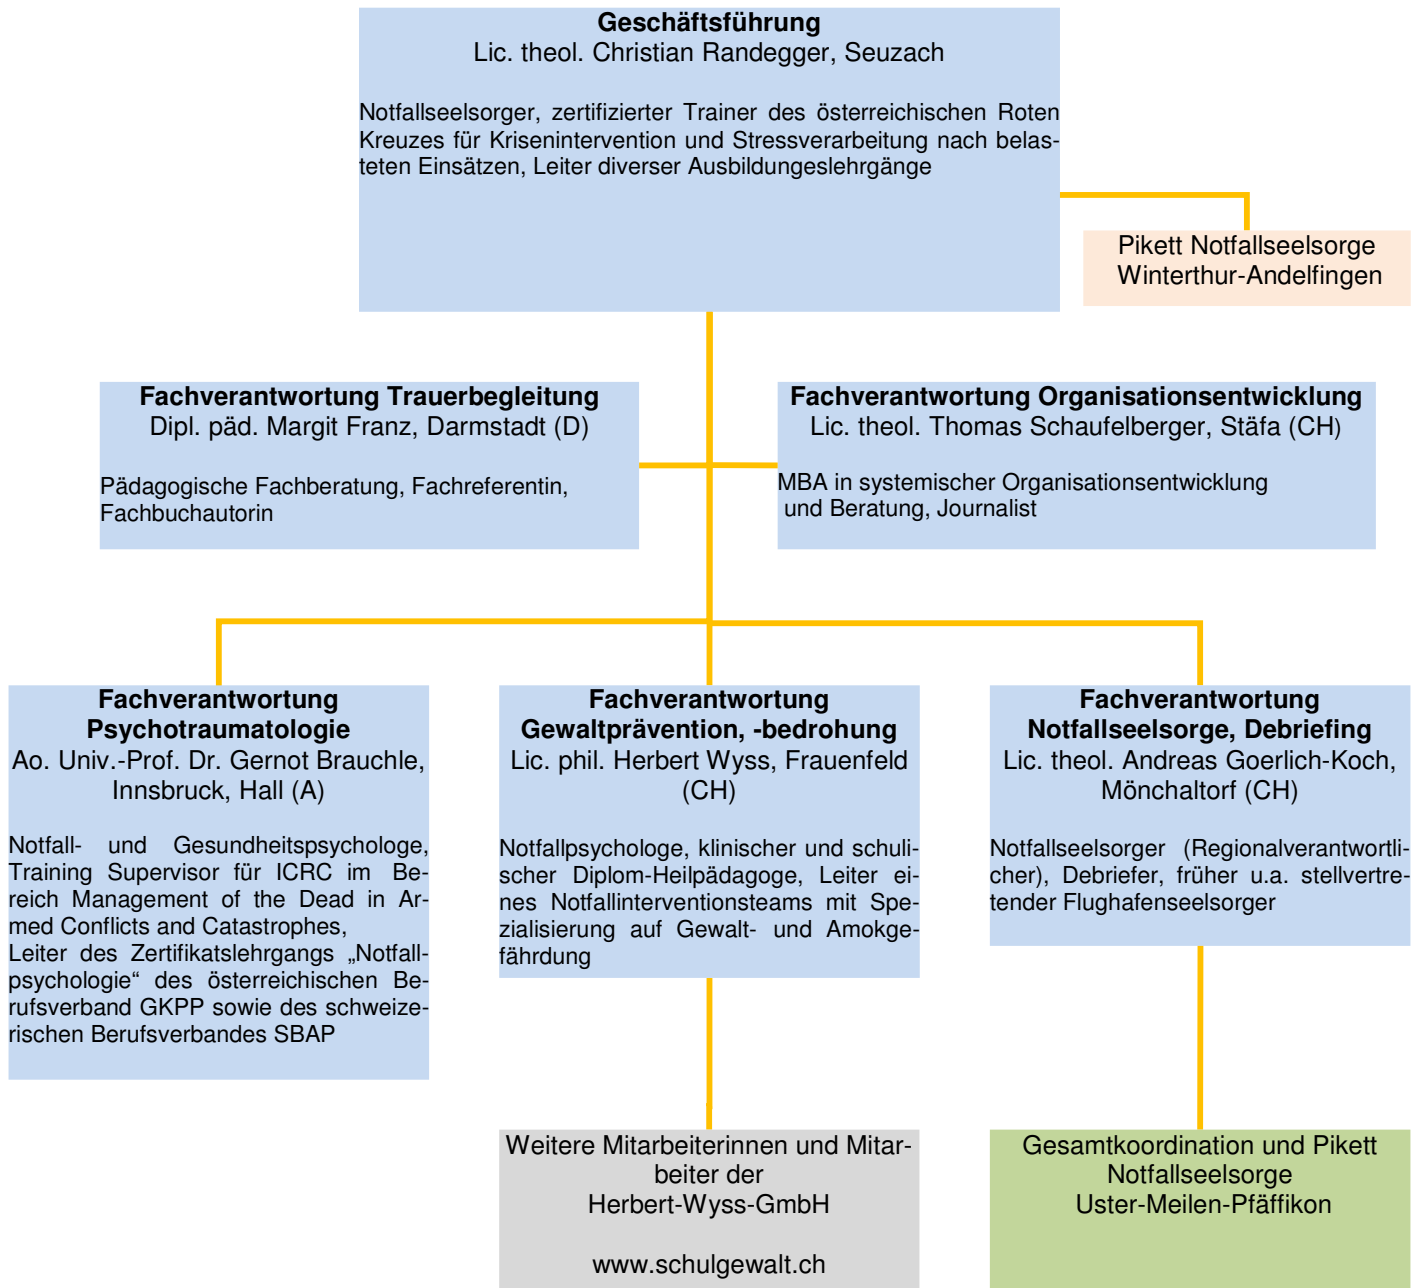 Geschäftsführung
Lic. theol. Christian Randegger, Seuzach
Notfallseelsorger, zertifizierter Trainer des österreichischen Roten
Kreuzes für Krisenintervention und Stressverarbeitung nach belas-
teten Einsätzen, Leiter diverser Ausbildungeslehrgänge
Pikett Notfallseelsorge
Winterthur-Andelfingen
Fachverantwortung Trauerbegleitung
Dipl. päd. Margit Franz, Darmstadt (D)
Pädagogische Fachberatung, Fachreferentin,
Fachbuchautorin
Fachverantwortung Organisationsentwicklung
Lic. theol. Thomas Schaufelberger, Stäfa (CH)
MBA in systemischer Organisationsentwicklung
und Beratung, Journalist
Fachverantwortung
Psychotraumatologie
Ao. Univ.-Prof. Dr. Gernot Brauchle,
Innsbruck, Hall (A)
Notfall- und Gesundheitspsychologe,
Training Supervisor für ICRC im Be-
reich Management of the Dead in Ar-
med Conflicts and Catastrophes,
Leiter des Zertifikatslehrgangs „Notfall-
psychologie“ des österreichischen Be-
rufsverband GKPP sowie des schweize-
rischen Berufsverbandes SBAP
Fachverantwortung
Gewaltprävention, -bedrohung
Lic. phil. Herbert Wyss, Frauenfeld
(CH)
Notfallpsychologe, klinischer und schuli-
scher Diplom-Heilpädagoge, Leiter ei-
nes Notfallinterventionsteams mit Spe-
zialisierung auf Gewalt- und Amokge-
fährdung
Fachverantwortung
Notfallseelsorge, Debriefing
Lic. theol. Andreas Goerlich-Koch,
Mönchaltorf (CH)
Notfallseelsorger (Regionalverantwortli-
cher), Debriefer, früher u.a. stellvertre-
tender Flughafenseelsorger
Weitere Mitarbeiterinnen und Mitar-
beiter der
Herbert-Wyss-GmbH
www.schulgewalt.ch
Gesamtkoordination und Pikett
Notfallseelsorge
Uster-Meilen-Pfäffikon